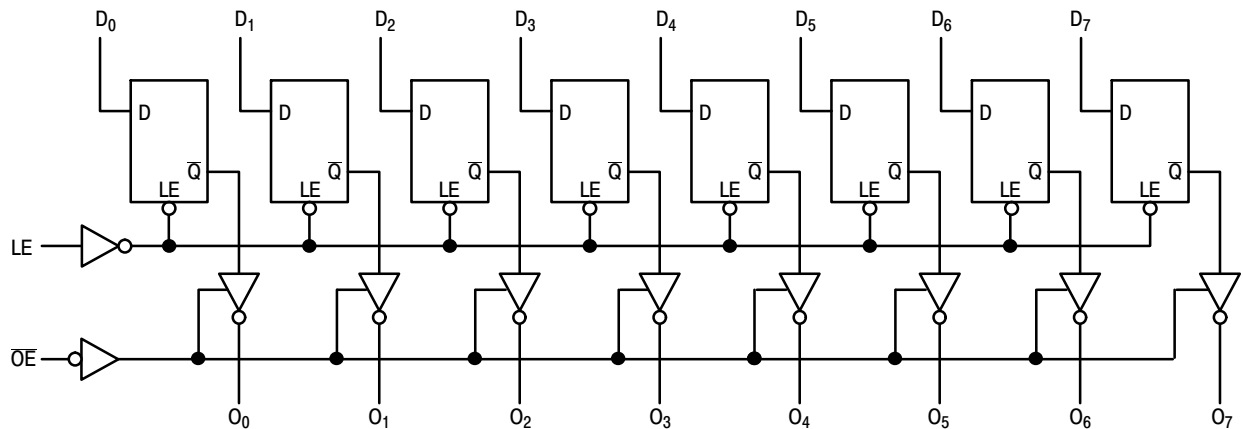 D₀ D₁ D₂ D₃ D₄ D₅ D₆ D₇
D D D D D D D D
Q̅ Q̅ Q̅ Q̅ Q̅ Q̅ Q̅ Q̅
LE LE LE LE LE LE LE LE
LE
O̅E̅
O₀ O₁ O₂ O₃ O₄ O₅ O₆ O₇